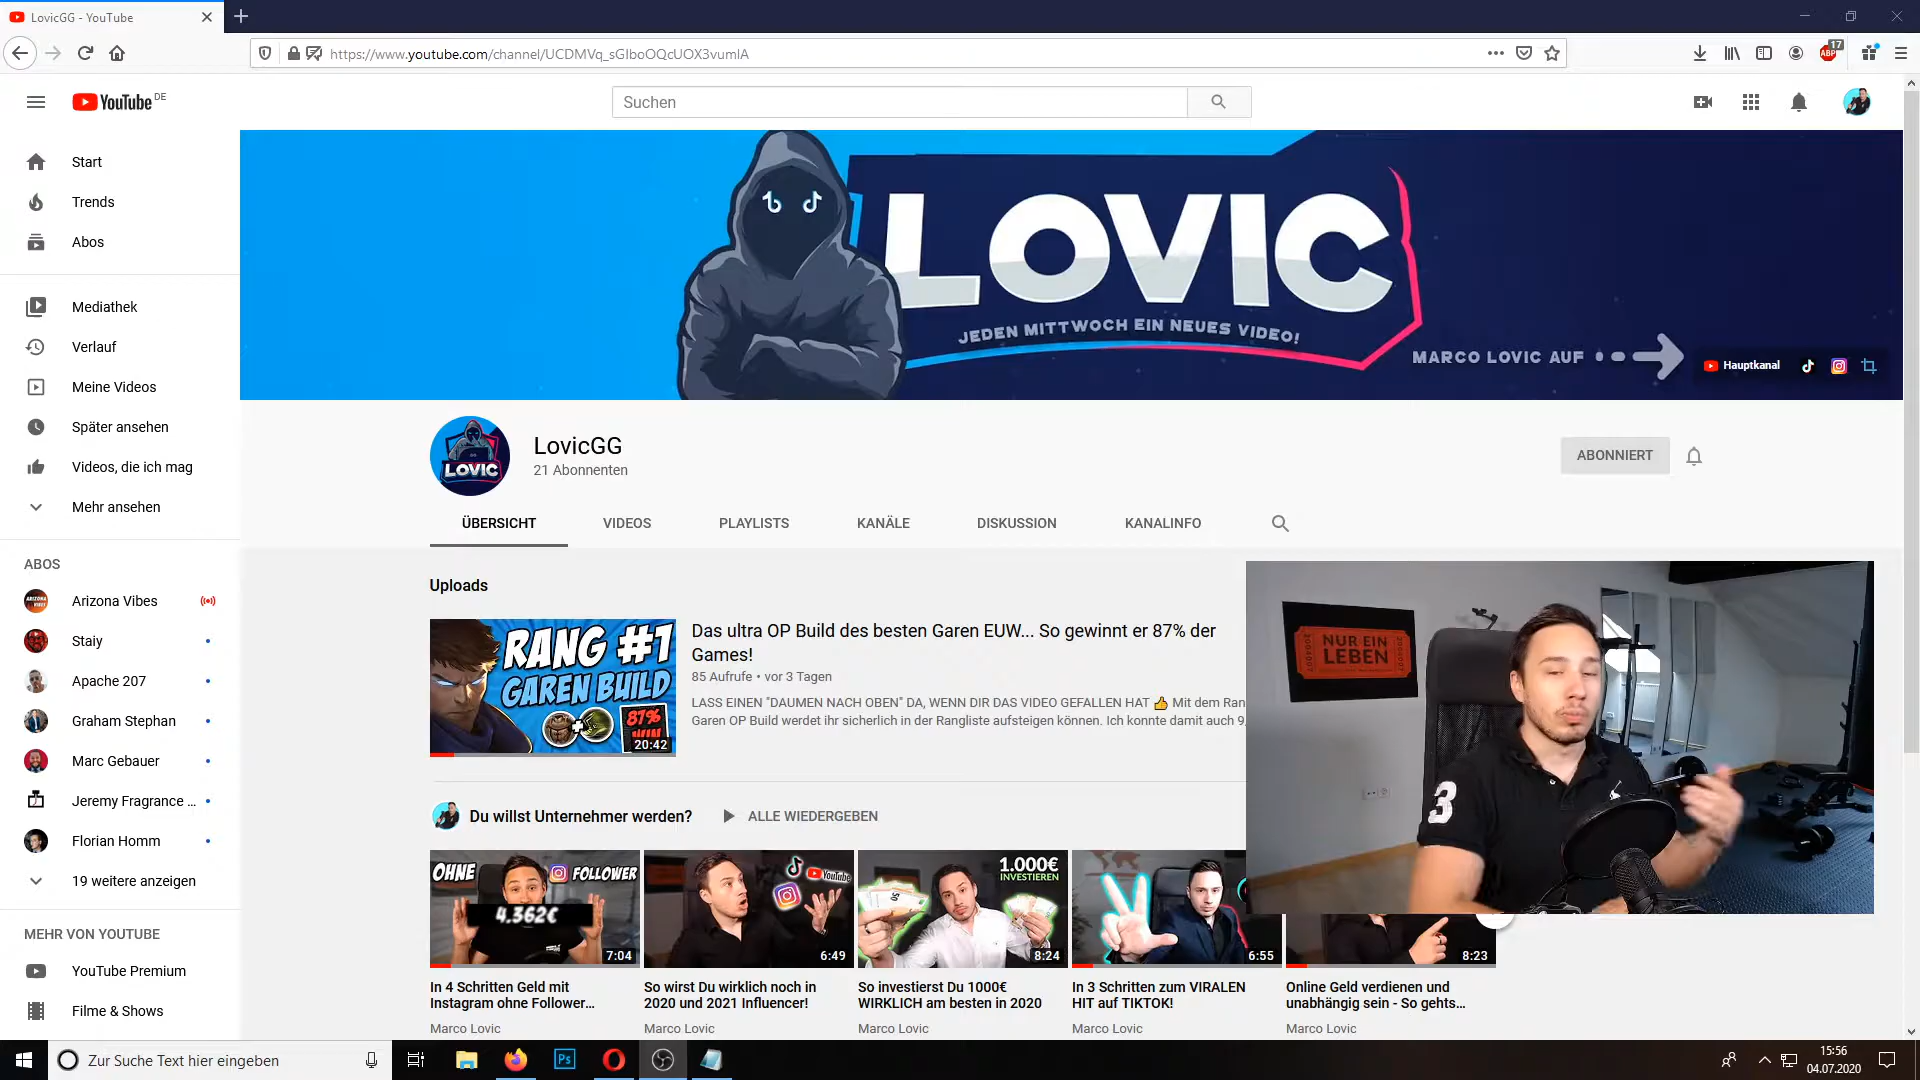 LovicGG - YouTube
https://www.youtube.com/channel/UCDMVq_sGIboOQcUOX3vumIA
17
YouTube DE
Suchen
Start
Trends
Abos
Mediathek
Verlauf
Meine Videos
Später ansehen
Videos, die ich mag
Mehr ansehen
ABOS
Arizona Vibes
Staiy
Apache 207
Graham Stephan
Marc Gebauer
Jeremy Fragrance ...
Florian Homm
19 weitere anzeigen
MEHR VON YOUTUBE
YouTube Premium
Filme & Shows
LOVIC
JEDEN MITTWOCH EIN NEUES VIDEO!
MARCO LOVIC AUF
Hauptkanal
LOVIC
LovicGG
21 Abonnenten
ABONNIERT
ÜBERSICHT
VIDEOS
PLAYLISTS
KANÄLE
DISKUSSION
KANALINFO
Uploads
RANG #1
GAREN BUILD
87%
WIN
20:42
Das ultra OP Build des besten Garen EUW... So gewinnt er 87% der
Games!
85 Aufrufe • vor 3 Tagen
LASS EINEN "DAUMEN NACH OBEN" DA, WENN DIR DAS VIDEO GEFALLEN HAT 👍 Mit dem Ran
Garen OP Build werdet ihr sicherlich in der Rangliste aufsteigen können. Ich konnte damit auch 9
NUR EIN
LEBEN
3
Du willst Unternehmer werden?
ALLE WIEDERGEBEN
OHNE
FOLLOWER
4.362€
7:04
In 4 Schritten Geld mit
Instagram ohne Follower...
Marco Lovic
YouTube
6:49
So wirst Du wirklich noch in
2020 und 2021 Influencer!
Marco Lovic
1.000€
INVESTIEREN
50
8:24
So investierst Du 1000€
WIRKLICH am besten in 2020
Marco Lovic
6:55
In 3 Schritten zum VIRALEN
HIT auf TIKTOK!
Marco Lovic
8:23
Online Geld verdienen und
unabhängig sein - So gehts...
Marco Lovic
Zur Suche Text hier eingeben
Ps
15:56
04.07.2020